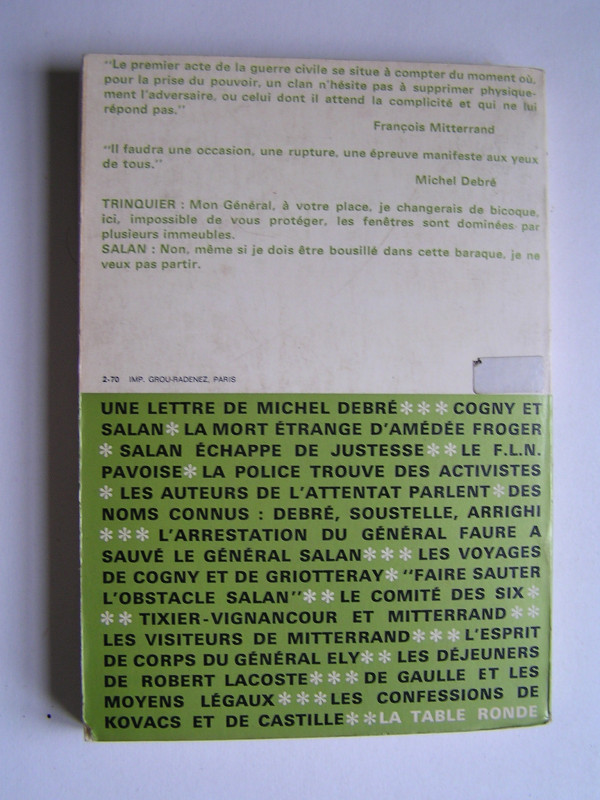 "Le premier acte de la guerre civile se situe à compter du moment où,
pour la prise du pouvoir, un clan n'hésite pas à supprimer physique-
ment l'adversaire, ou celui dont il attend la complicité et qui ne lui
répond pas."
François Mitterrand
"Il faudra une occasion, une rupture, une épreuve manifeste aux yeux
de tous."
Michel Debré
TRINQUIER : Mon Général, à votre place, je changerais de bicoque,
ici, impossible de vous protéger, les fenêtres sont dominées par
plusieurs immeubles.
SALAN : Non, même si je dois être bousillé dans cette baraque, je ne
veux pas partir.
2-70 IMP. GROU-RADENEZ, PARIS
UNE LETTRE DE MICHEL DEBRÉ***COGNY ET
SALAN*LA MORT ÉTRANGE D'AMÉDÉE FROGER
* SALAN ÉCHAPPE DE JUSTESSE**LE F.L.N.
PAVOISE*LA POLICE TROUVE DES ACTIVISTES
* LES AUTEURS DE L'ATTENTAT PARLENT*DES
NOMS CONNUS : DEBRÉ, SOUSTELLE, ARRIGHI
*** L'ARRESTATION DU GÉNÉRAL FAURE A
SAUVÉ LE GÉNÉRAL SALAN***LES VOYAGES
DE COGNY ET DE GRIOTTERAY*"FAIRE SAUTER
L'OBSTACLE SALAN"**LE COMITÉ DES SIX*
** TIXIER-VIGNANCOUR ET MITTERRAND**
LES VISITEURS DE MITTERRAND***L'ESPRIT
DE CORPS DU GÉNÉRAL ELY**LES DÉJEUNERS
DE ROBERT LACOSTE***DE GAULLE ET LES
MOYENS LÉGAUX***LES CONFESSIONS DE
KOVACS ET DE CASTILLE**LA TABLE RONDE